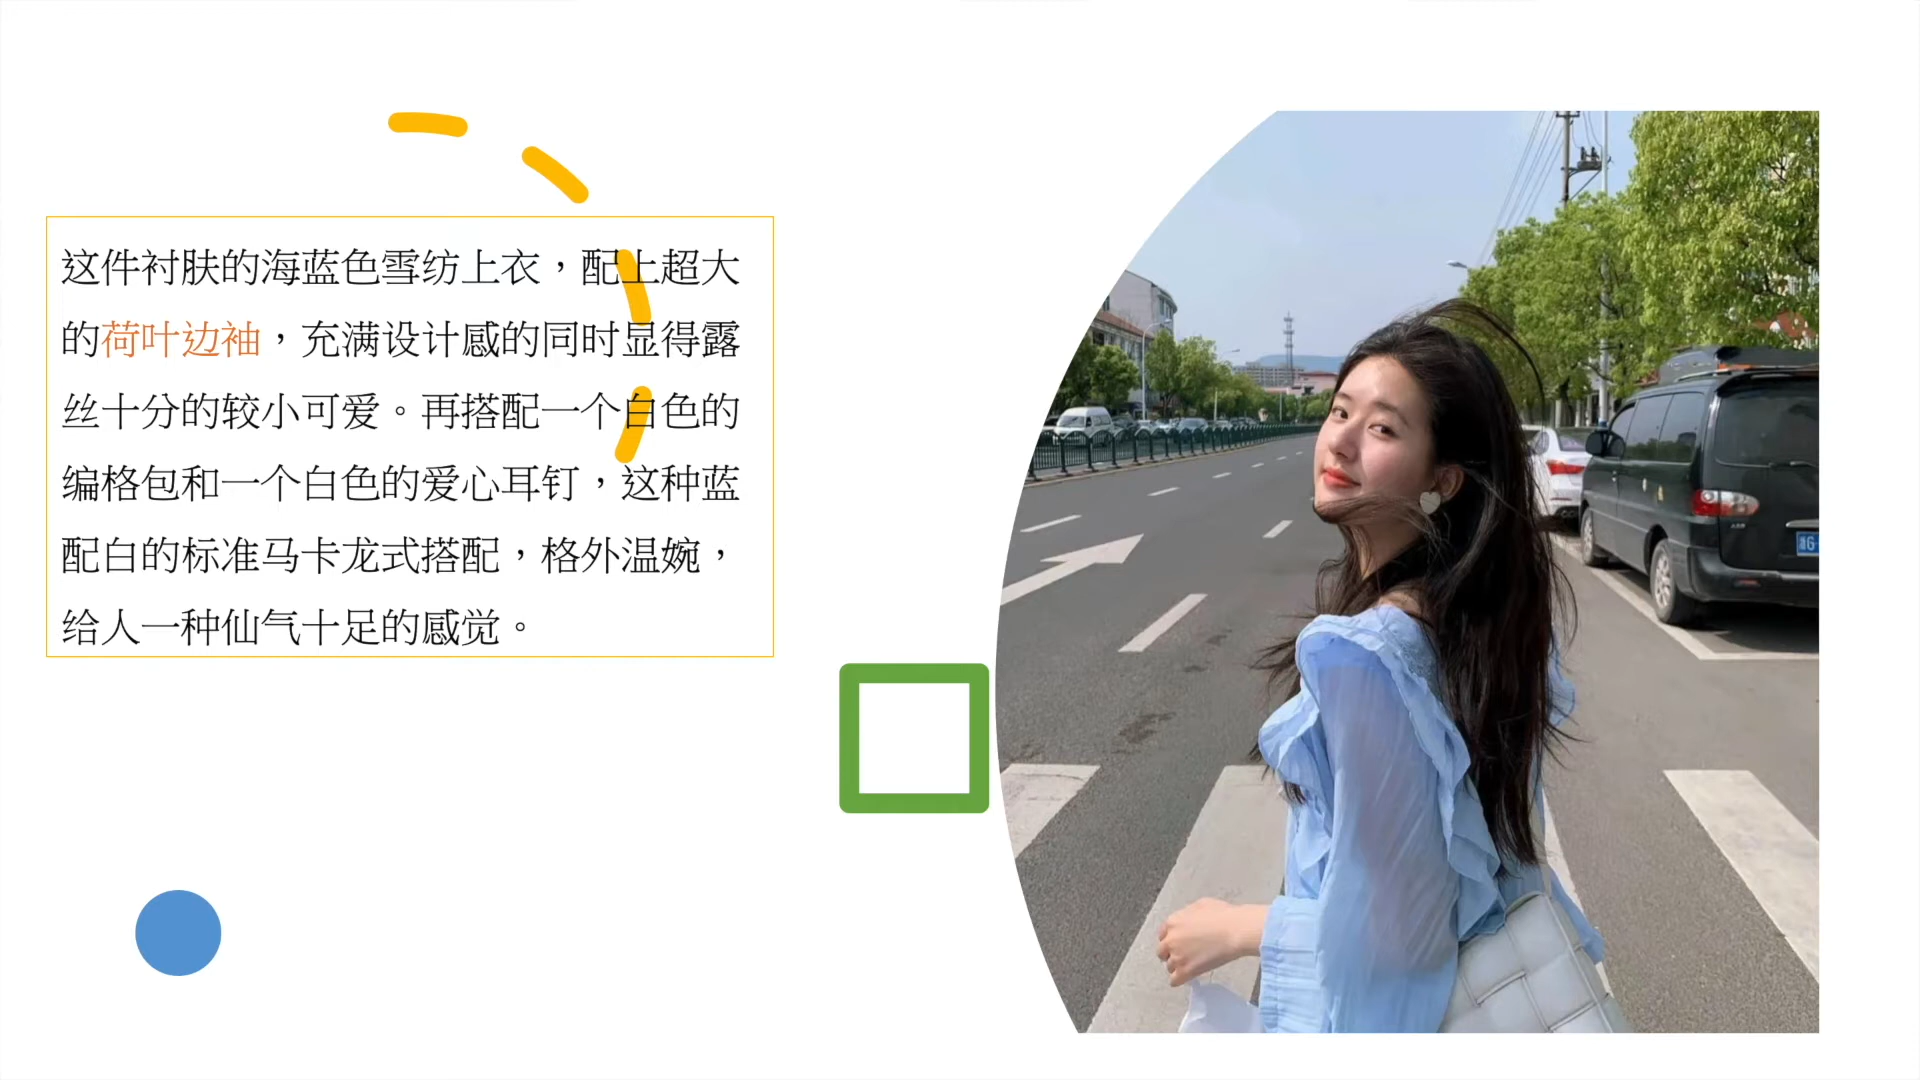 这件衬肤的海蓝色雪纺上衣，配上超大
的荷叶边袖，充满设计感的同时显得露
丝十分的较小可爱。再搭配一个白色的
编格包和一个白色的爱心耳钉，这种蓝
配白的标准马卡龙式搭配，格外温婉，
给人一种仙气十足的感觉。